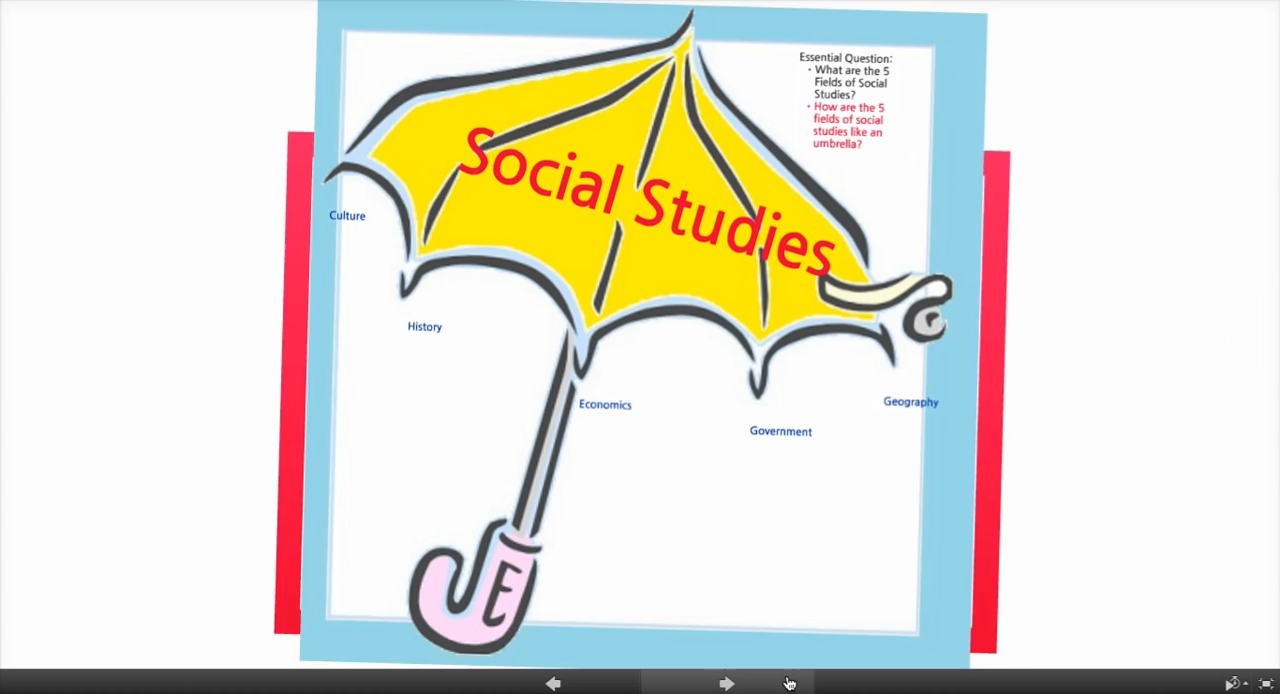 Essential Question:
· What are the 5
Fields of Social
Studies?
· How are the 5
fields of social
studies like an
umbrella?
Social Studies
Culture
History
Economics
Government
Geography